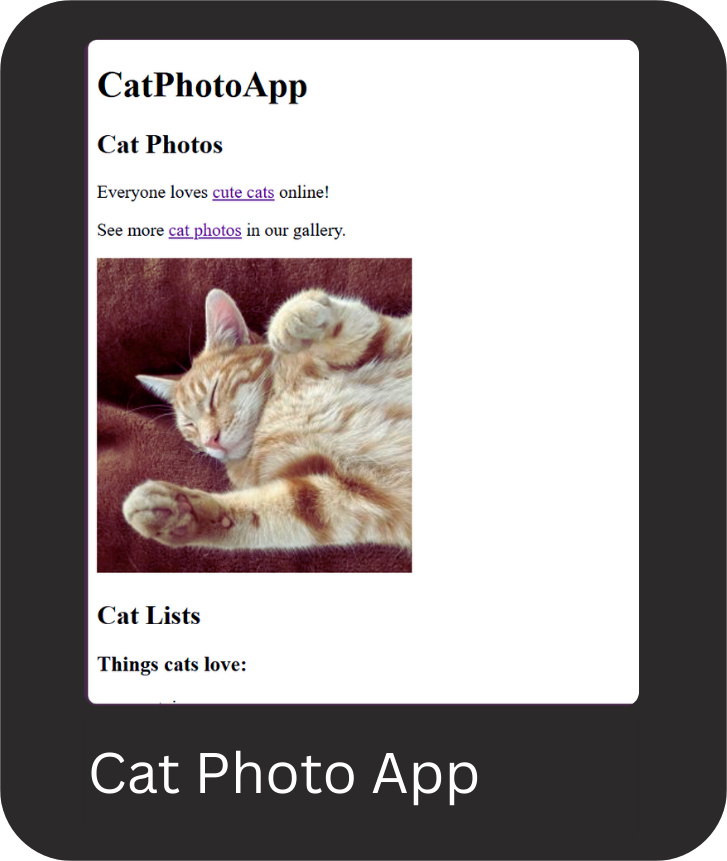 CatPhotoApp
Cat Photos
Everyone loves cute cats online!
See more cat photos in our gallery.
Cat Lists
Things cats love:
Cat Photo App